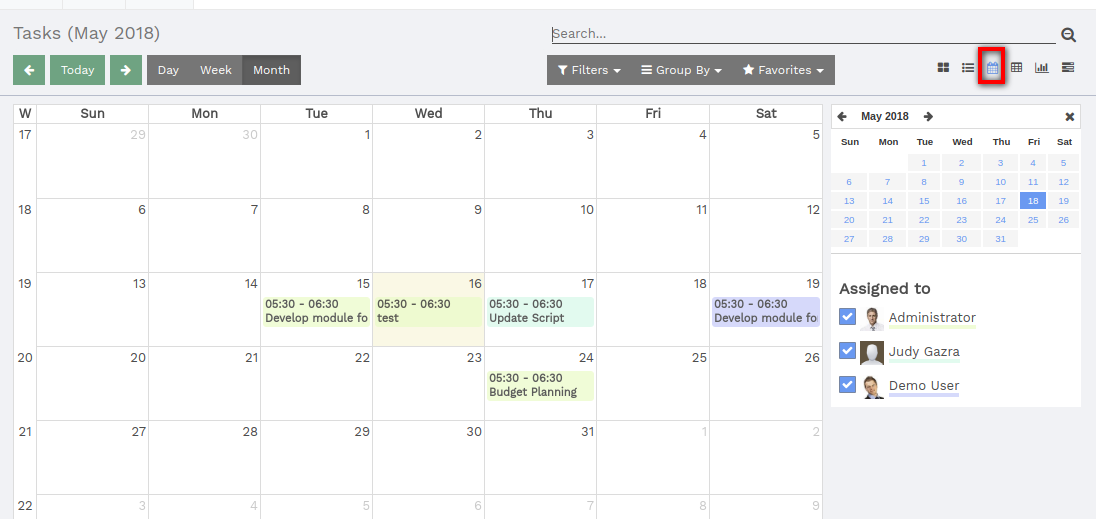 Tasks (May 2018)
Search...
Today
Day Week Month
Filters Group By Favorites
W Sun Mon Tue Wed Thu Fri Sat
17 29 30 1 2 3 4 5
18 6 7 8 9 10 11 12
19 13 14 15 16 17 18 19
05:30 - 06:30 05:30 - 06:30 05:30 - 06:30 05:30 - 06:30
Develop module fo test Update Script Develop module fo
20 20 21 22 23 24 25 26
05:30 - 06:30
Budget Planning
21 27 28 29 30 31 1 2
22 3 4 5 6 7 8 9
May 2018
Sun Mon Tue Wed Thu Fri Sat
1 2 3 4 5
6 7 8 9 10 11 12
13 14 15 16 17 18 19
20 21 22 23 24 25 26
27 28 29 30 31
Assigned to
Administrator
Judy Gazra
Demo User